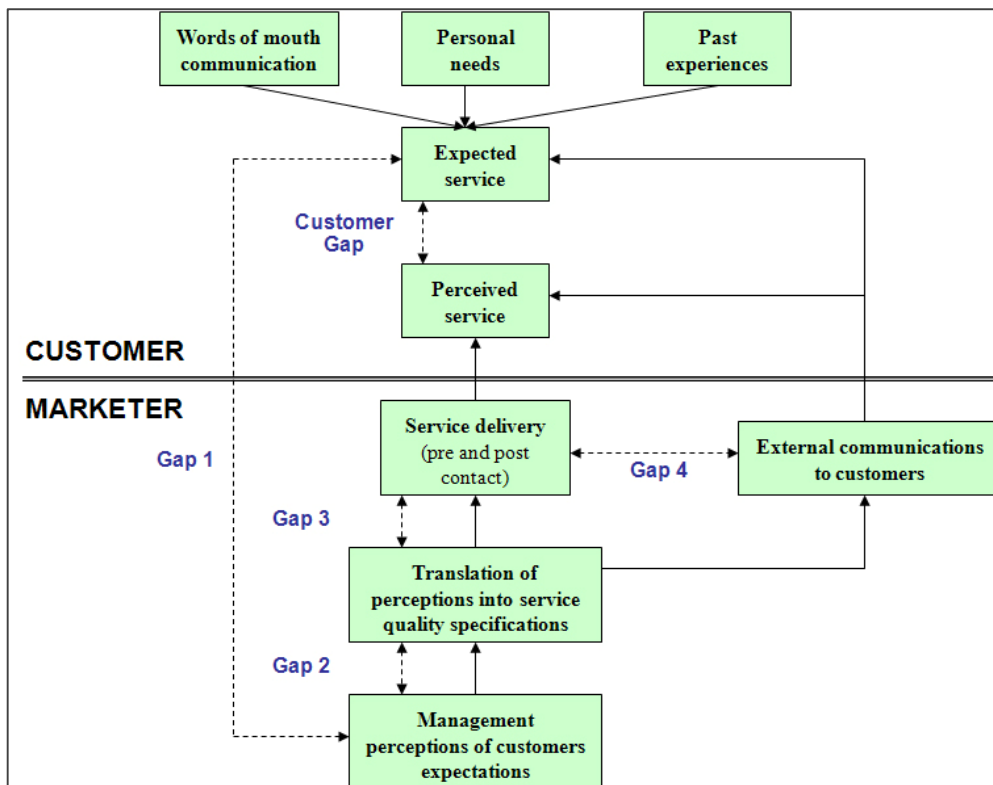 Words of mouth
communication
Personal
needs
Past
experiences
Expected
service
Customer
Gap
Perceived
service
CUSTOMER
MARKETER
Service delivery
(pre and post
contact)
External communications
to customers
Gap 1
Gap 4
Gap 3
Translation of
perceptions into service
quality specifications
Gap 2
Management
perceptions of customers
expectations